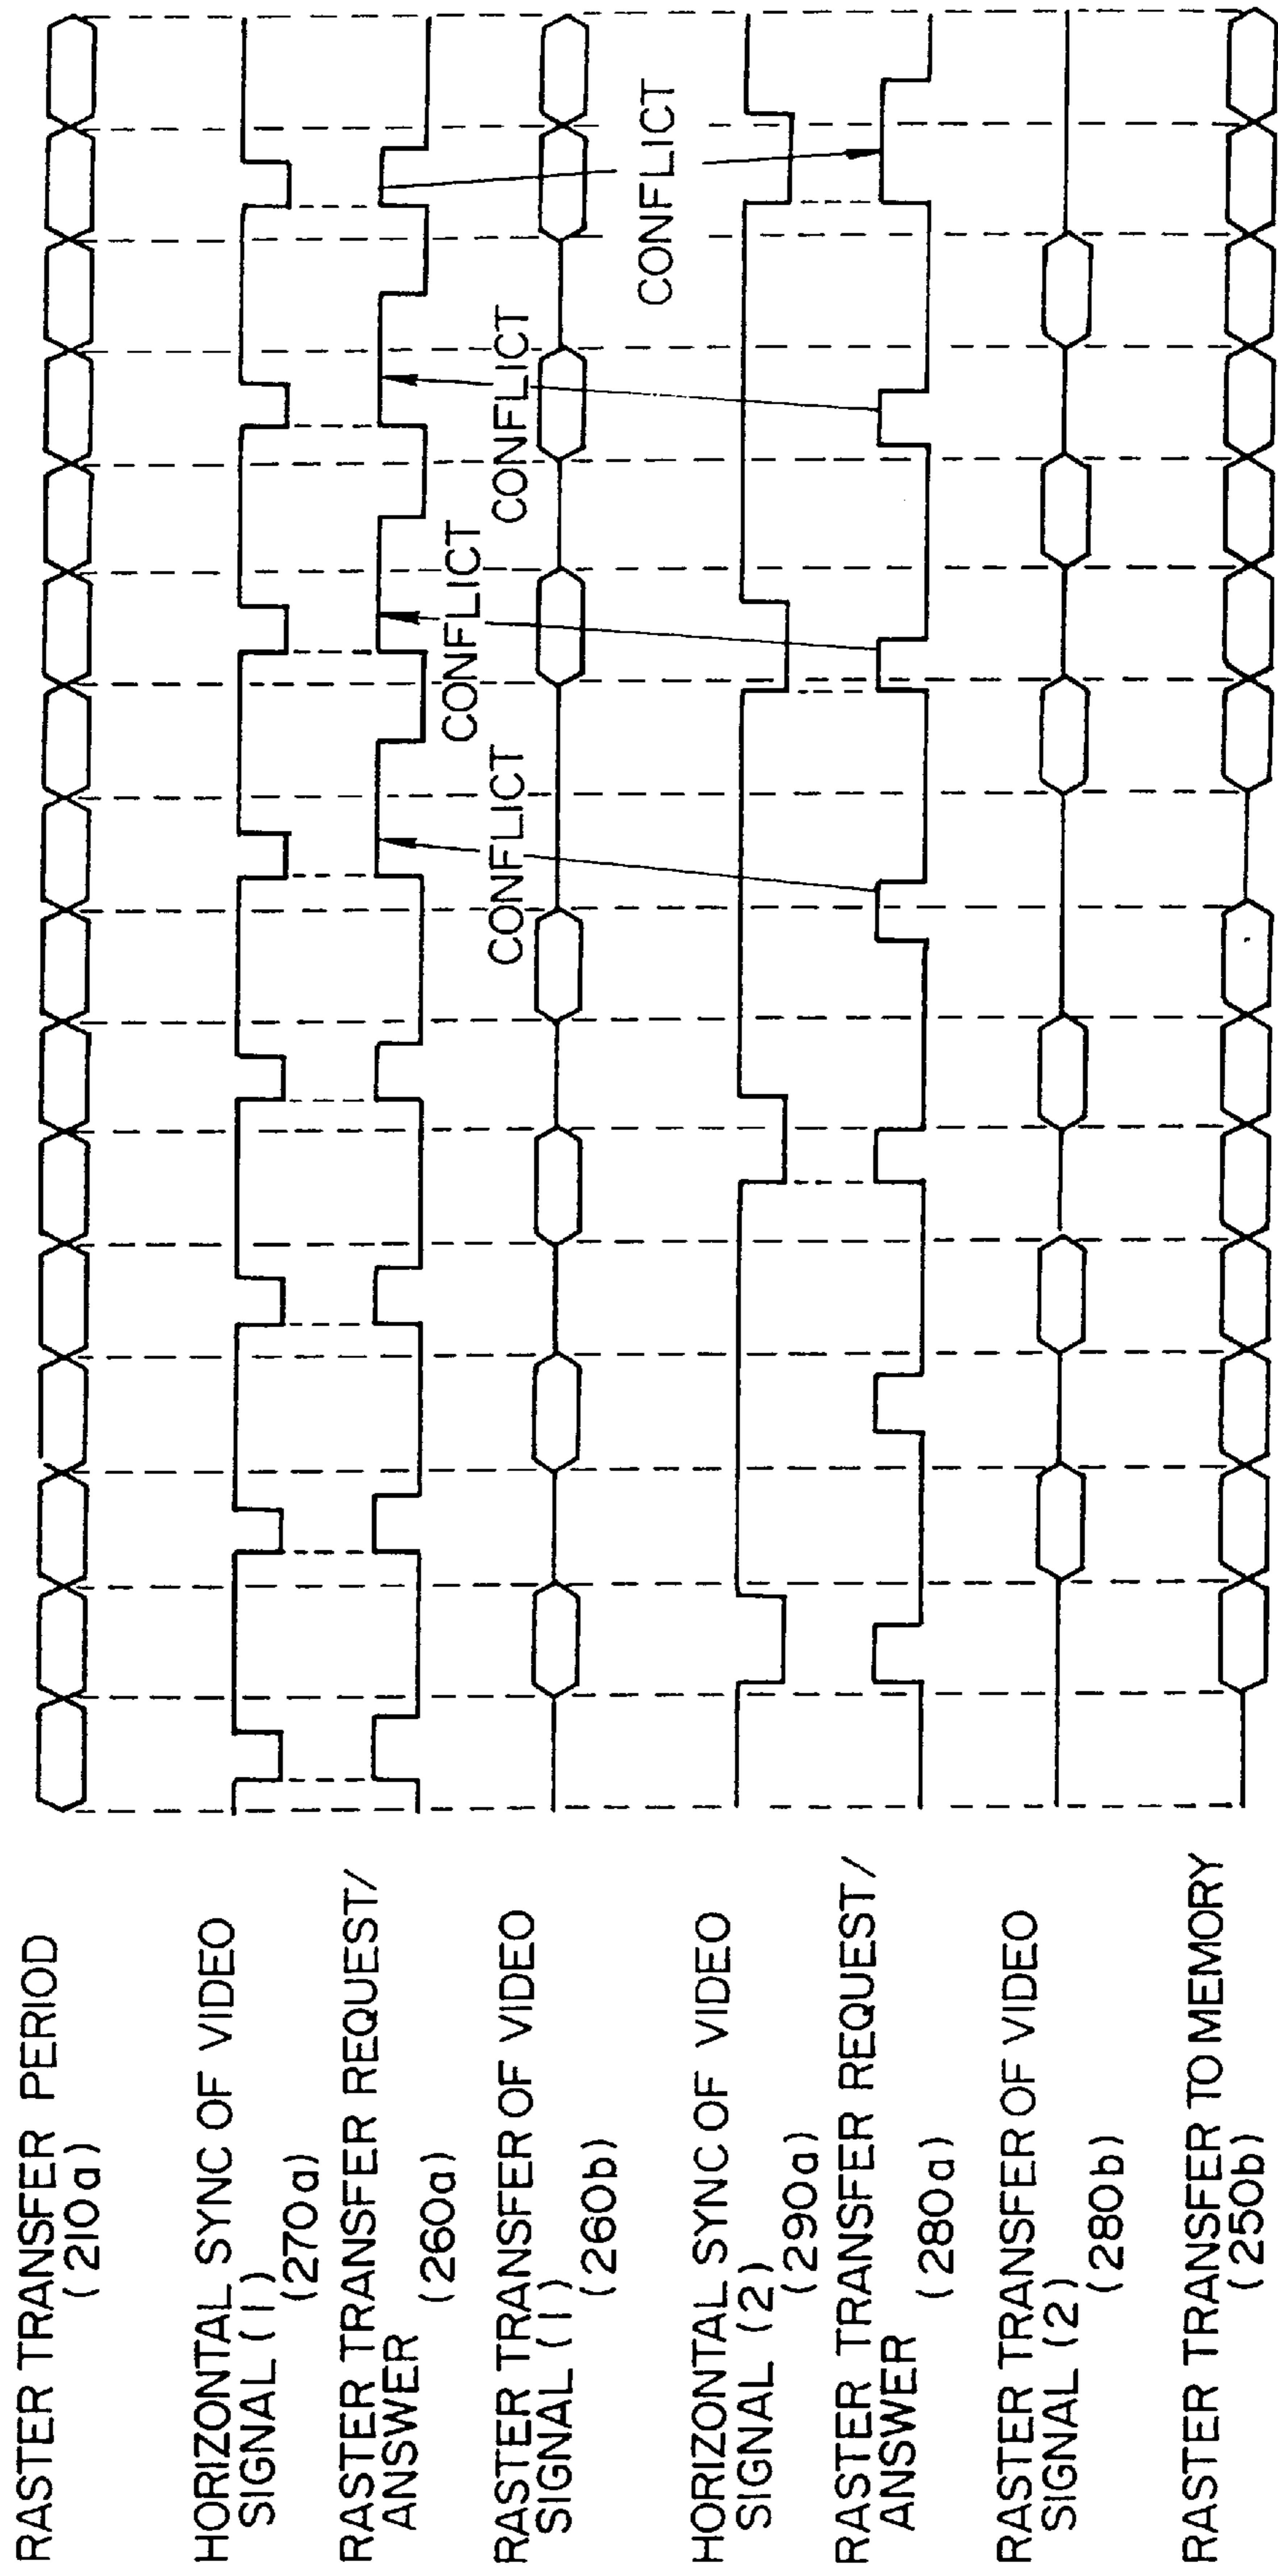 RASTER TRANSFER PERIOD
(210a)
HORIZONTAL SYNC OF VIDEO
SIGNAL (1)
(270a)
RASTER TRANSFER REQUEST/
ANSWER
(260a)
RASTER TRANSFER OF VIDEO
SIGNAL (1)
(260b)
HORIZONTAL SYNC OF VIDEO
SIGNAL (2)
(290a)
RASTER TRANSFER REQUEST/
ANSWER
(280a)
RASTER TRANSFER OF VIDEO
SIGNAL (2)
(280b)
RASTER TRANSFER TO MEMORY
(250b)
CONFLICT
CONFLICT
CONFLICT
CONFLICT